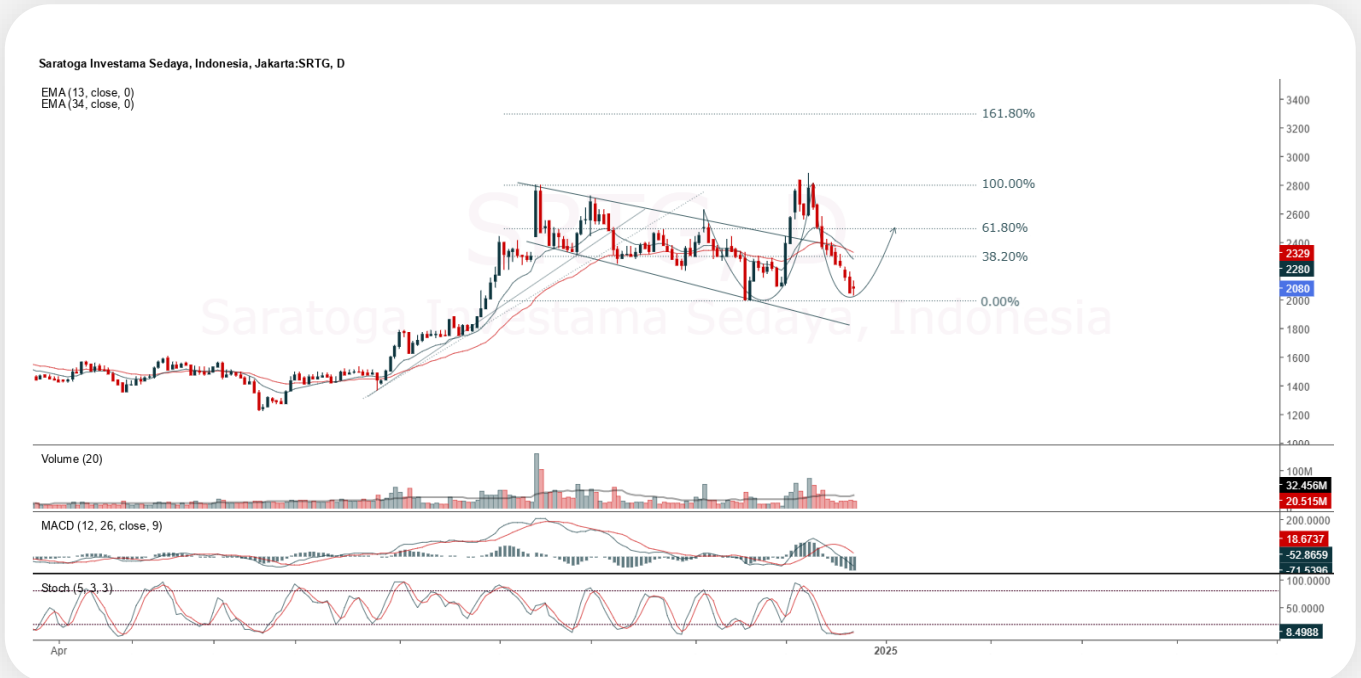 Saratoga Investama Sedaya, Indonesia, Jakarta:SRTG, D
EMA (13, close, 0)
EMA (34, close, 0)
SRTG, D
Saratoga Investama Sedaya, Indonesia
161.80%
100.00%
61.80%
38.20%
0.00%
3400
3200
3000
2800
2600
2400
2329
2280
2080
2000
1800
1600
1400
1200
1000
Volume (20)
100M
32.456M
20.515M
MACD (12, 26, close, 9)
200.0000
18.6737
-52.8659
-71.5396
Stoch (5, 3, 3)
100.0000
50.0000
8.4988
Apr
2025